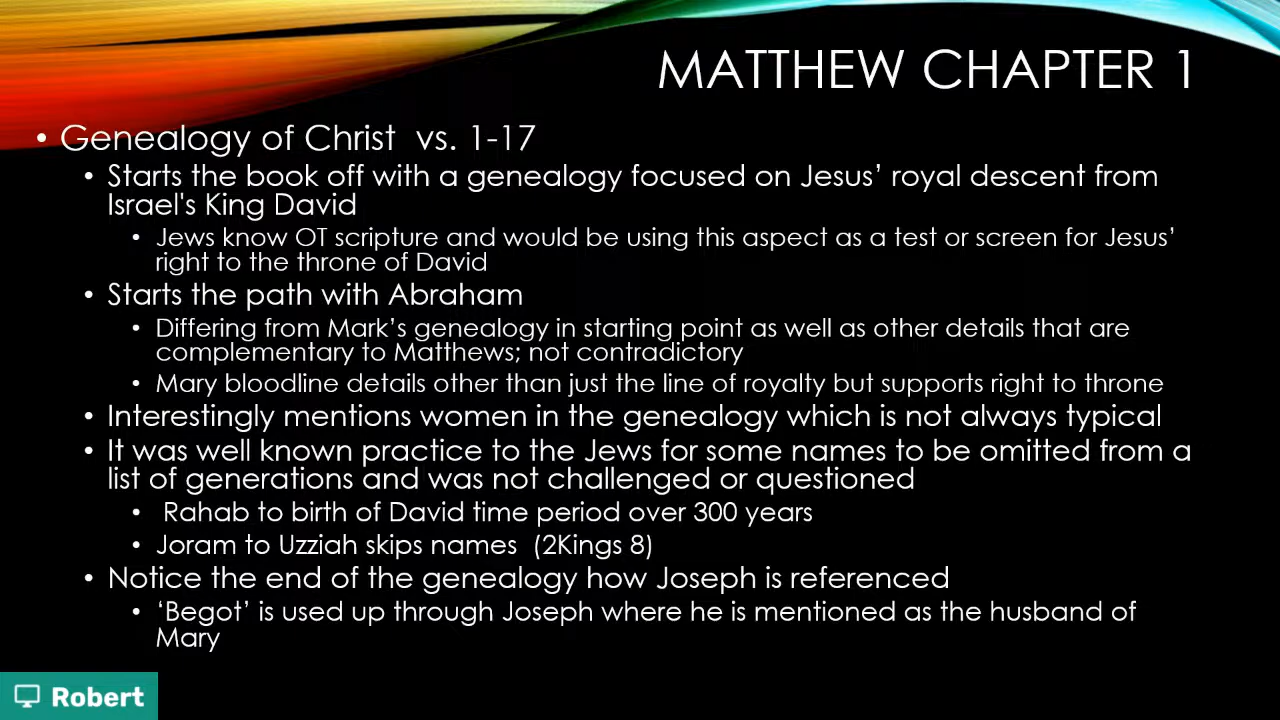 MATTHEW CHAPTER 1
• Genealogy of Christ  vs. 1-17
• Starts the book off with a genealogy focused on Jesus’ royal descent from
Israel's King David
• Jews know OT scripture and would be using this aspect as a test or screen for Jesus’
right to the throne of David
• Starts the path with Abraham
• Differing from Mark’s genealogy in starting point as well as other details that are
complementary to Matthews; not contradictory
• Mary bloodline details other than just the line of royalty but supports right to throne
• Interestingly mentions women in the genealogy which is not always typical
• It was well known practice to the Jews for some names to be omitted from a
list of generations and was not challenged or questioned
• Rahab to birth of David time period over 300 years
• Joram to Uzziah skips names  (2Kings 8)
• Notice the end of the genealogy how Joseph is referenced
• ‘Begot’ is used up through Joseph where he is mentioned as the husband of
Mary
Robert